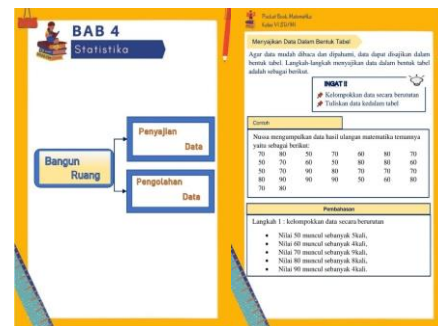 BAB 4
Statistika
Penyajian
Data
Bangun
Ruang
Pengolahan
Data
Pocket Book Matematika
Kelas VI SD/MI
Menyajikan Data Dalam Bentuk Tabel
Agar data mudah dibaca dan dipahami, data dapat disajikan dalam
bentuk tabel. Langkah-langkah menyajikan data dalam bentuk tabel
adalah sebagai berikut.
INGAT !!
Kelompokkan data secara berurutan
Tuliskan data kedalam tabel
Contoh
Nussa mengumpulkan data hasil ulangan matematika temannya
yaitu sebagai berikut:
70 80 50 70 60 80 70
50 70 60 50 80 80 60
50 70 90 80 70 70 70
80 90 90 90 50 60 80
70 80
Pembahasan
Langkah 1 : kelompokkan data secara berurutan
• Nilai 50 muncul sebanyak 5kali,
• Nilai 60 muncul sebanyak 4kali,
• Nilai 70 muncul sebanyak 9kali,
• Nilai 80 muncul sebanyak 8kali,
• Nilai 90 muncul sebanyak 4kali.